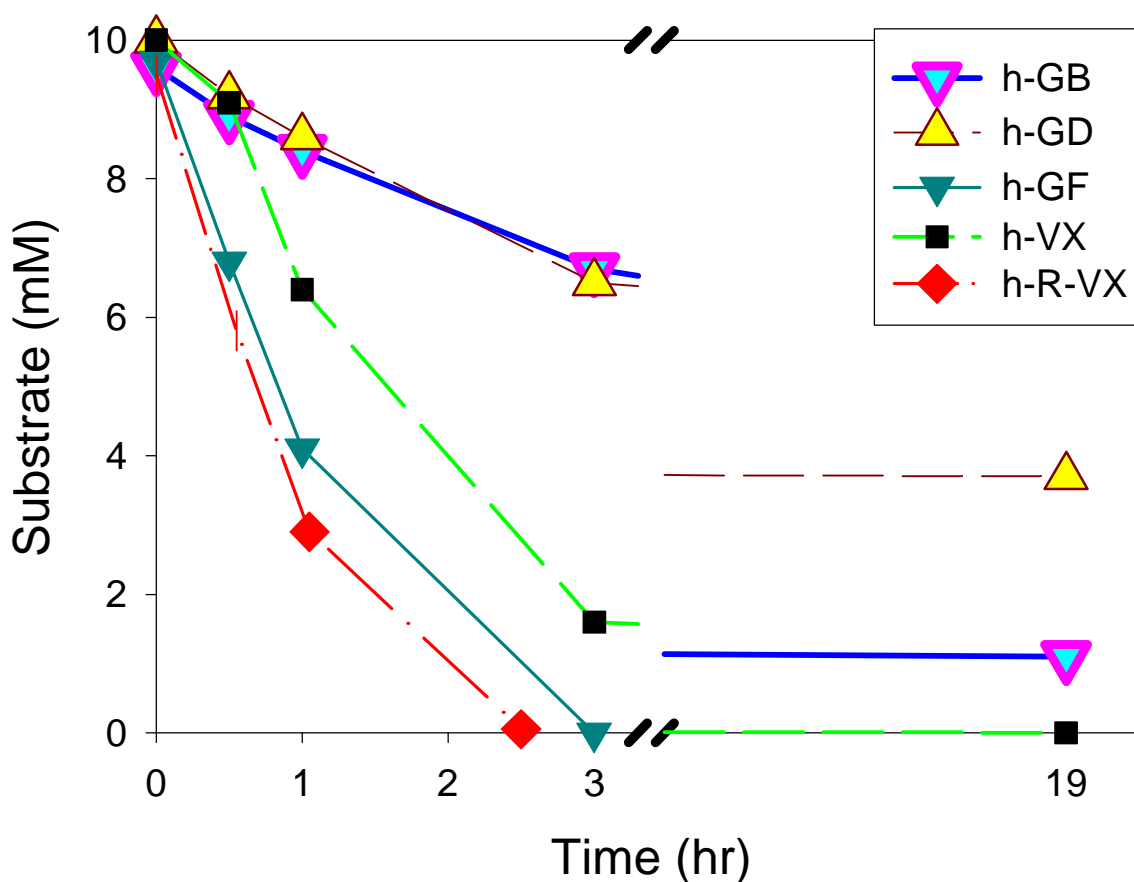 10
8
6
4
2
0
Substrate (mM)
0
1
2
3
19
Time (hr)
h-GB
h-GD
h-GF
h-VX
h-R-VX